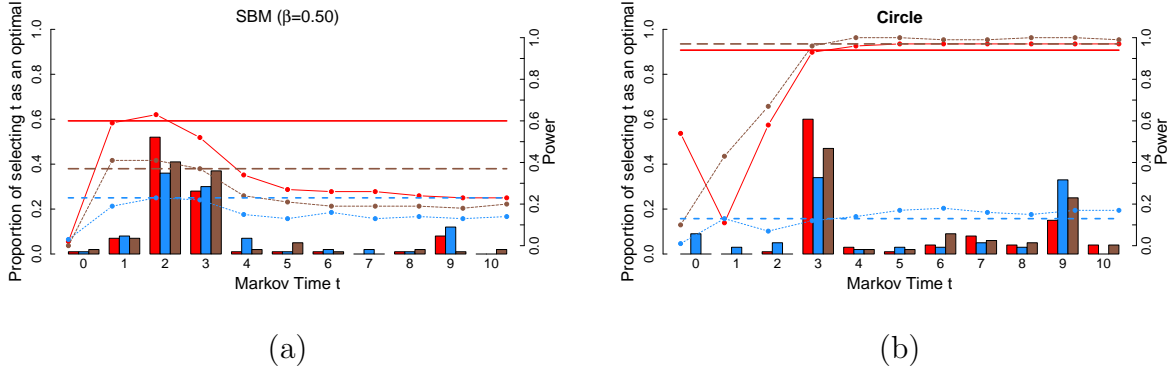 SBM (β=0.50)
Proportion of selecting t as an optimal
0.0 0.2 0.4 0.6 0.8 1.0
0.0 0.2 0.4 0.6 0.8 1.0
Power
0 1 2 3 4 5 6 7 8 9 10
Markov Time t
(a)
Circle
Proportion of selecting t as an optimal
0.0 0.2 0.4 0.6 0.8 1.0
0.0 0.2 0.4 0.6 0.8 1.0
Power
0 1 2 3 4 5 6 7 8 9 10
Markov Time t
(b)